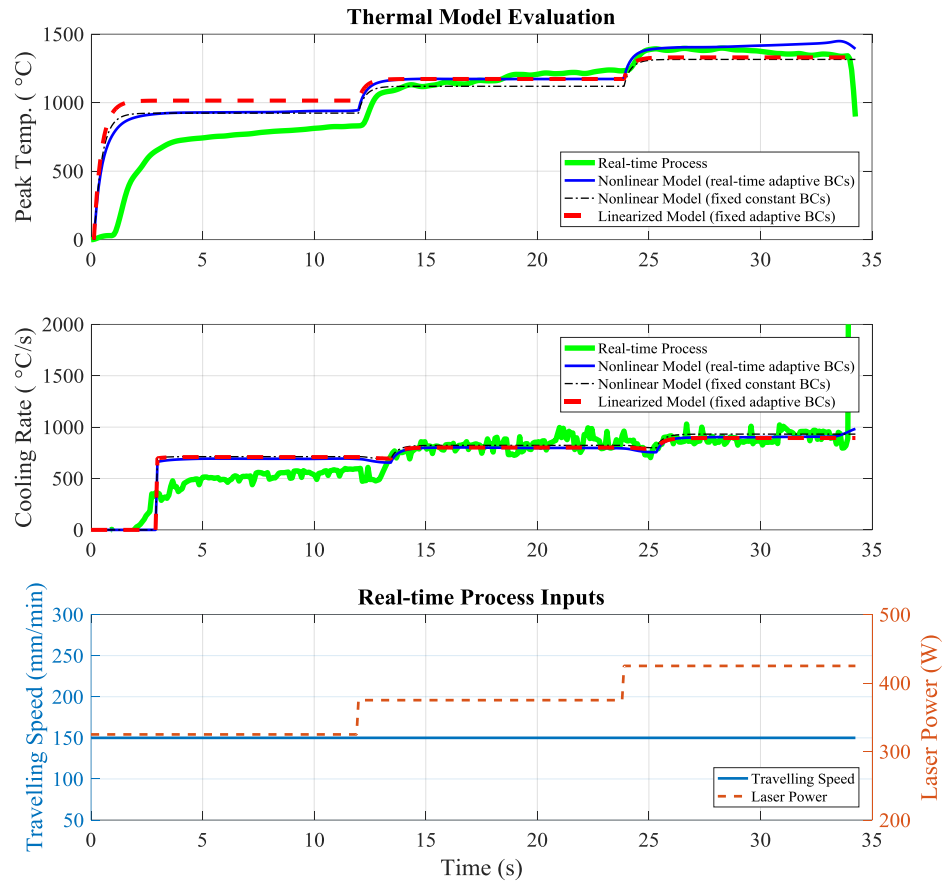 Thermal Model Evaluation
Peak Temp. ( °C)
1500
1000
500
0
0 5 10 15 20 25 30 35
Real-time Process
Nonlinear Model (real-time adaptive BCs)
Nonlinear Model (fixed constant BCs)
Linearized Model (fixed adaptive BCs)
Cooling Rate ( °C/s)
2000
1500
1000
500
0
0 5 10 15 20 25 30 35
Real-time Process
Nonlinear Model (real-time adaptive BCs)
Nonlinear Model (fixed constant BCs)
Linearized Model (fixed adaptive BCs)
Real-time Process Inputs
Travelling Speed (mm/min)
300
250
200
150
100
50
500
400
300
200
Laser Power (W)
Travelling Speed
Laser Power
0 5 10 15 20 25 30 35
Time (s)